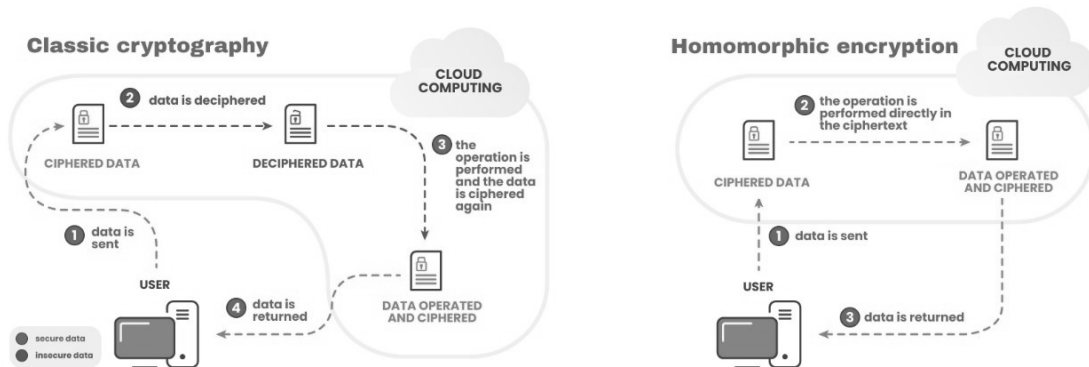 Classic cryptography
CLOUD
COMPUTING
2 data is deciphered
CIPHERED DATA
DECIPHERED DATA
3 the
operation is
performed
and the data
is ciphered
again
1 data is
sent
USER
4 data is
returned
DATA OPERATED
AND CIPHERED
secure data
insecure data
Homomorphic encryption
CLOUD
COMPUTING
2 the operation is
performed directly in
the ciphertext
CIPHERED DATA
DATA OPERATED
AND CIPHERED
1 data is sent
USER
3 data is returned